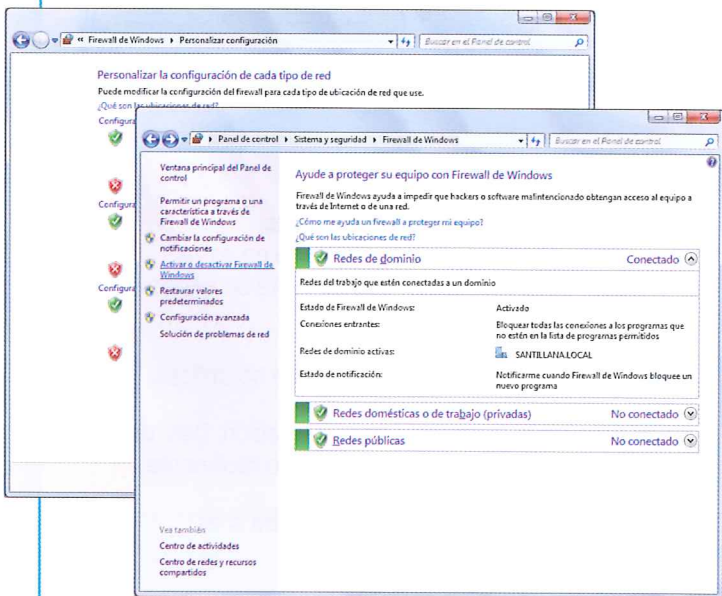 « Firewall de Windows ▸ Personalizar configuración
Buscar en el Panel de control
Personalizar la configuración de cada tipo de red
Puede modificar la configuración del firewall para cada tipo de ubicación de red que use.
¿Qué son las ubicaciones de red?
Configura
Configura
Configura
▸ Panel de control ▸ Sistema y seguridad ▸ Firewall de Windows
Buscar en el Panel de control
Ventana principal del Panel de
control
Permitir un programa o una
característica a través de
Firewall de Windows
Cambiar la configuración de
notificaciones
Activar o desactivar Firewall de
Windows
Restaurar valores
predeterminados
Configuración avanzada
Solución de problemas de red
Vea también
Centro de actividades
Centro de redes y recursos
compartidos
Ayude a proteger su equipo con Firewall de Windows
Firewall de Windows ayuda a impedir que hackers o software malintencionado obtengan acceso al equipo a
través de Internet o de una red.
¿Cómo me ayuda un firewall a proteger mi equipo?
¿Qué son las ubicaciones de red?
Redes de dominio Conectado
Redes del trabajo que estén conectadas a un dominio
Estado de Firewall de Windows: Activado
Conexiones entrantes: Bloquear todas las conexiones a los programas que
no estén en la lista de programas permitidos
Redes de dominio activas: SANTILLANA.LOCAL
Estado de notificación: Notificarme cuando Firewall de Windows bloquee un
nuevo programa
Redes domésticas o de trabajo (privadas) No conectado
Redes públicas No conectado